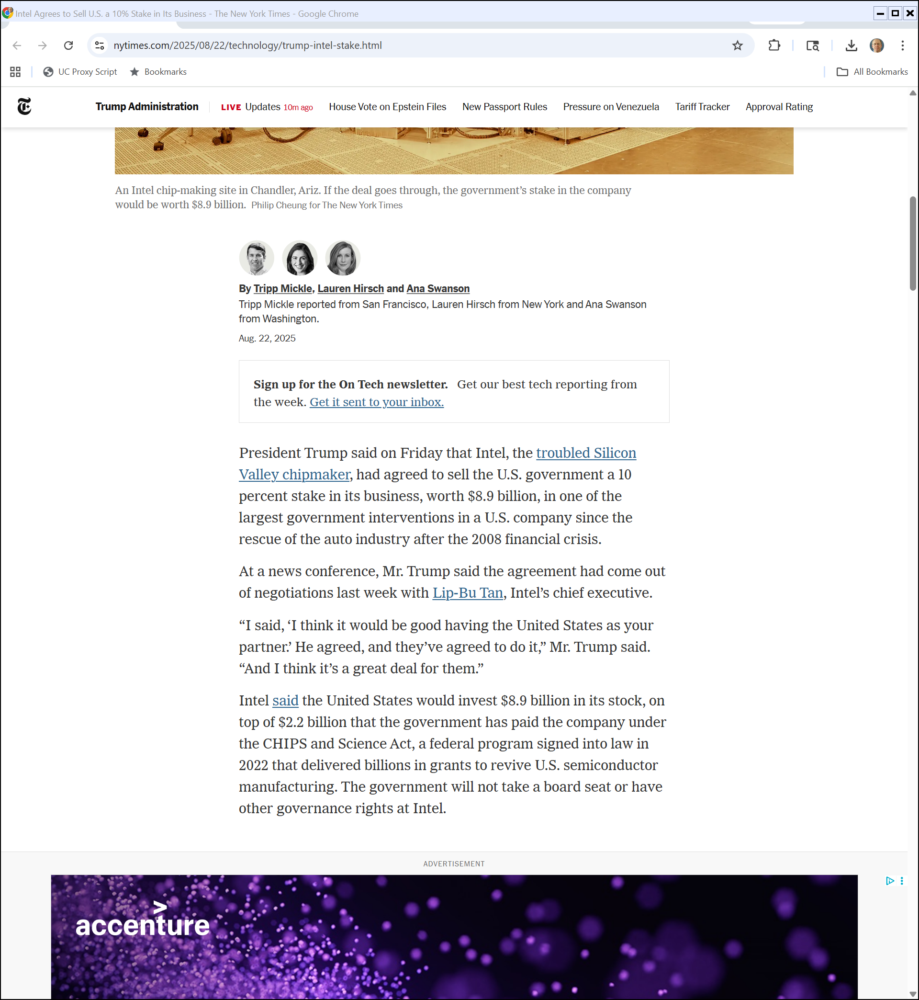 Intel Agrees to Sell U.S. a 10% Stake in Its Business - The New York Times - Google Chrome
nytimes.com/2025/08/22/technology/trump-intel-stake.html
UC Proxy Script
Bookmarks
All Bookmarks
Trump Administration
LIVE Updates 10m ago
House Vote on Epstein Files
New Passport Rules
Pressure on Venezuela
Tariff Tracker
Approval Rating
An Intel chip-making site in Chandler, Ariz. If the deal goes through, the government’s stake in the company
would be worth $8.9 billion. Philip Cheung for The New York Times
By Tripp Mickle, Lauren Hirsch and Ana Swanson
Tripp Mickle reported from San Francisco, Lauren Hirsch from New York and Ana Swanson
from Washington.
Aug. 22, 2025
Sign up for the On Tech newsletter. Get our best tech reporting from
the week. Get it sent to your inbox.
President Trump said on Friday that Intel, the troubled Silicon
Valley chipmaker, had agreed to sell the U.S. government a 10
percent stake in its business, worth $8.9 billion, in one of the
largest government interventions in a U.S. company since the
rescue of the auto industry after the 2008 financial crisis.
At a news conference, Mr. Trump said the agreement had come out
of negotiations last week with Lip-Bu Tan, Intel’s chief executive.
“I said, ‘I think it would be good having the United States as your
partner.’ He agreed, and they’ve agreed to do it,” Mr. Trump said.
“And I think it’s a great deal for them.”
Intel said the United States would invest $8.9 billion in its stock, on
top of $2.2 billion that the government has paid the company under
the CHIPS and Science Act, a federal program signed into law in
2022 that delivered billions in grants to revive U.S. semiconductor
manufacturing. The government will not take a board seat or have
other governance rights at Intel.
ADVERTISEMENT
accenture